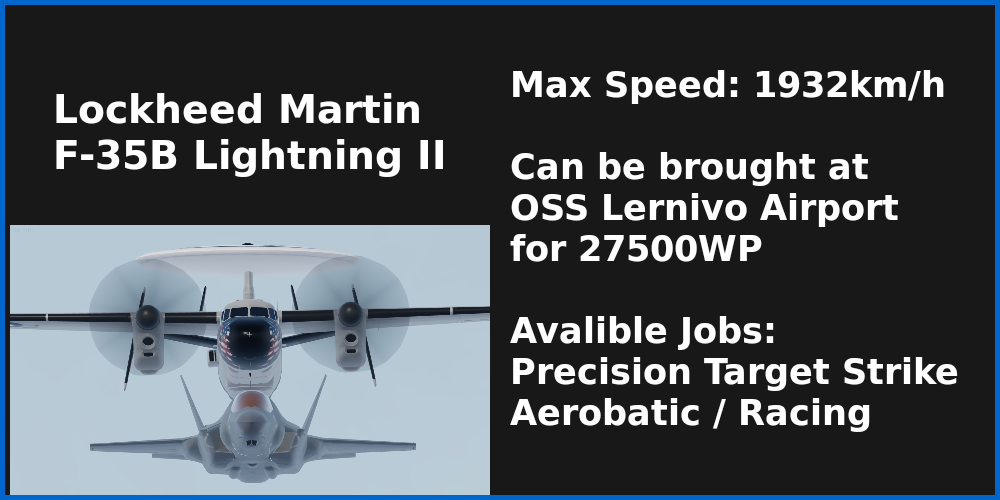 Lockheed Martin
F-35B Lightning II
Max Speed: 1932km/h
Can be brought at
OSS Lernivo Airport
for 27500WP
Avalible Jobs:
Precision Target Strike
Aerobatic / Racing